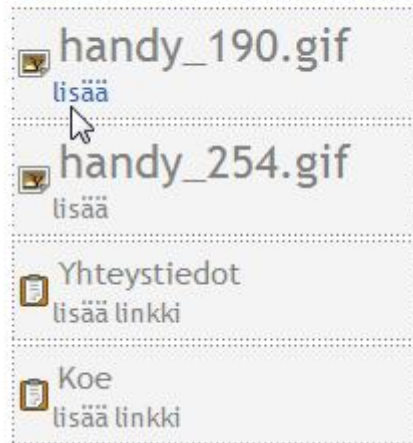 handy_190.gif
lisää
handy_254.gif
lisää
Yhteystiedot
lisää linkki
Koe
lisää linkki